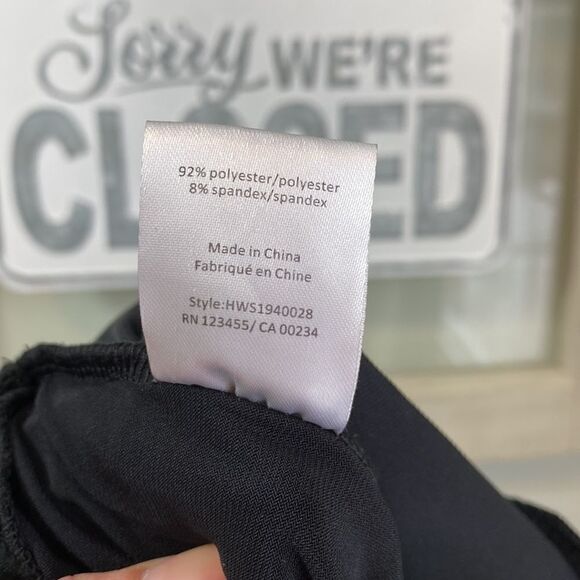 Sorry, WE'RE
CLOSED
92% polyester/polyester
8% spandex/spandex
Made in China
Fabriqué en Chine
Style:HWS1940028
RN 123455/ CA 00234